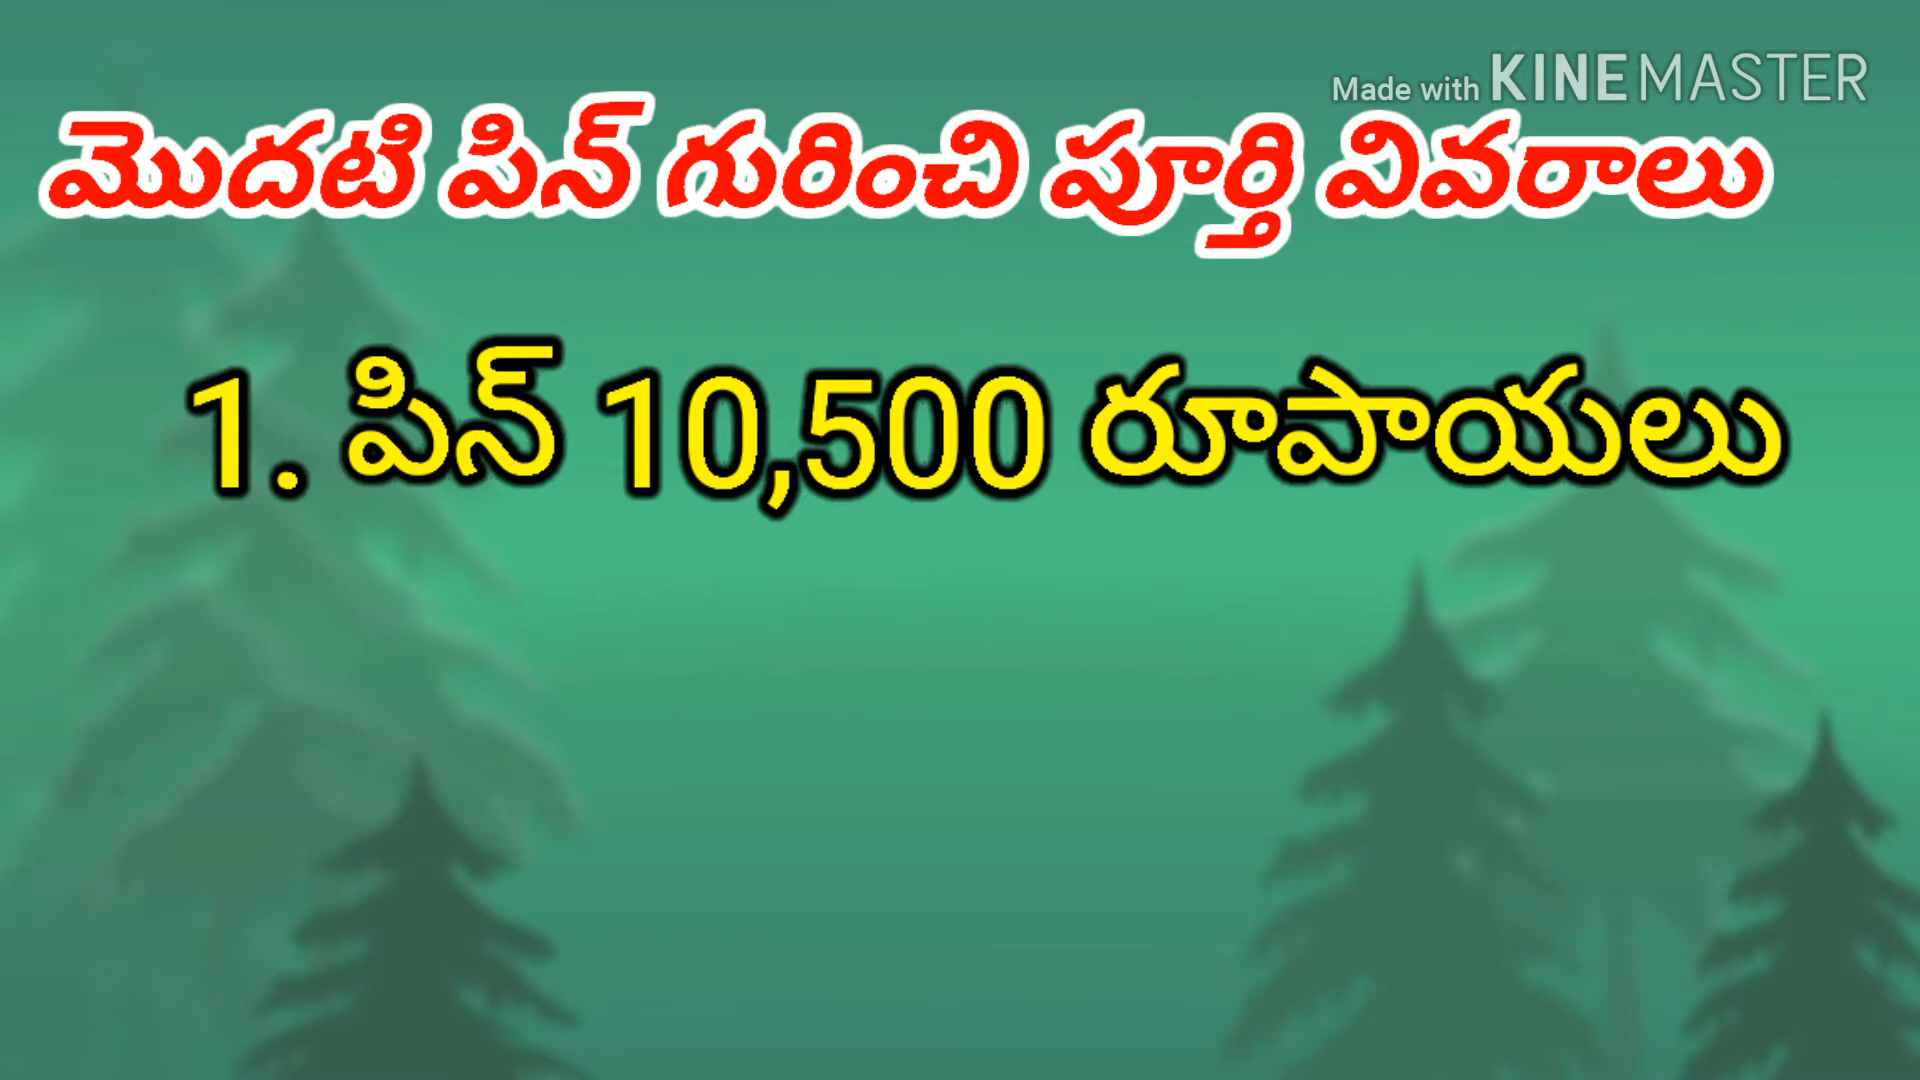 Made with KINEMASTER
మొదటి పిన్ గురించి పూర్తి వివరాలు
1. పిన్ 10,500 రూపాయలు